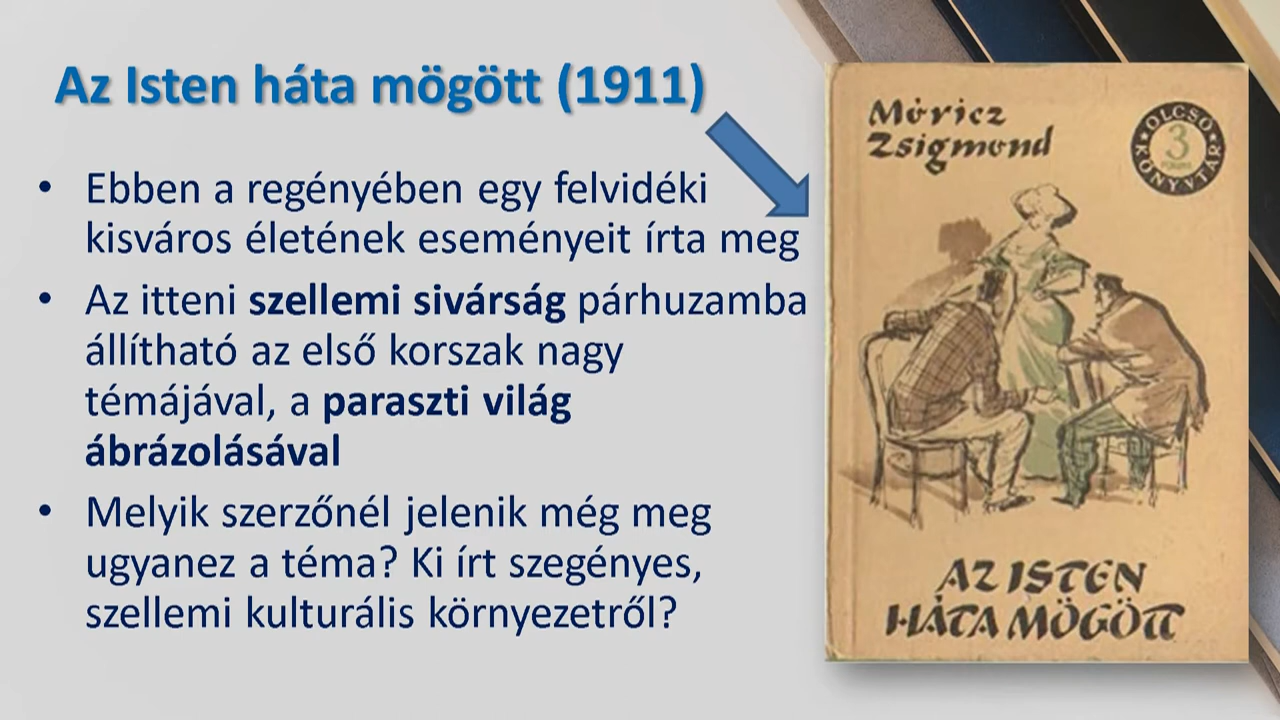 Az Isten háta mögött (1911)
• Ebben a regényében egy felvidéki
kisváros életének eseményeit írta meg
• Az itteni szellemi sivárság párhuzamba
állítható az első korszak nagy
témájával, a paraszti világ
ábrázolásával
• Melyik szerzőnél jelenik még meg
ugyanez a téma? Ki írt szegényes,
szellemi kulturális környezetről?
Móricz
Zsigmond
OLCSÓ
3
FORINT
KÖNYVTÁR
AZ ISTEN
HÁTA MÖGÖTT